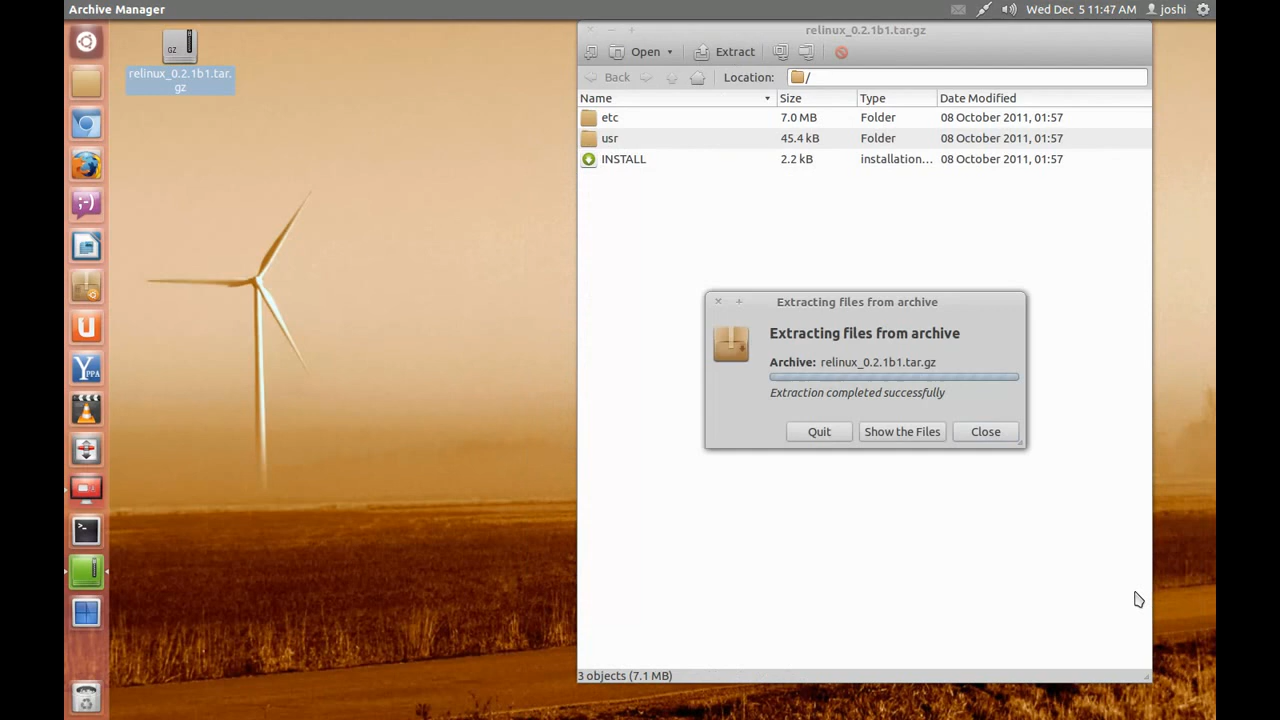 Archive Manager
Wed Dec 5 11:47 AM
joshi
GZ
relinux_0.2.1b1.tar.
gz
relinux_0.2.1b1.tar.gz
Open
Extract
Back
Location:
/
Name Size Type Date Modified
etc 7.0 MB Folder 08 October 2011, 01:57
usr 45.4 kB Folder 08 October 2011, 01:57
INSTALL 2.2 kB installation... 08 October 2011, 01:57
Extracting files from archive
Extracting files from archive
Archive: relinux_0.2.1b1.tar.gz
Extraction completed successfully
Quit
Show the Files
Close
3 objects (7.1 MB)
;-)
U
Y PPA
>_